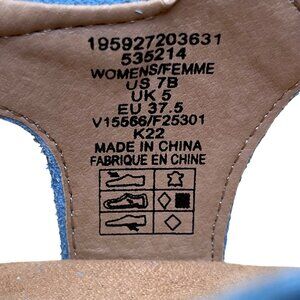 195927203631
535214
WOMENS/FEMME
US 7B
UK 5
EU 37.5
V15566/F25301
K22
MADE IN CHINA
FABRIQUE EN CHINE